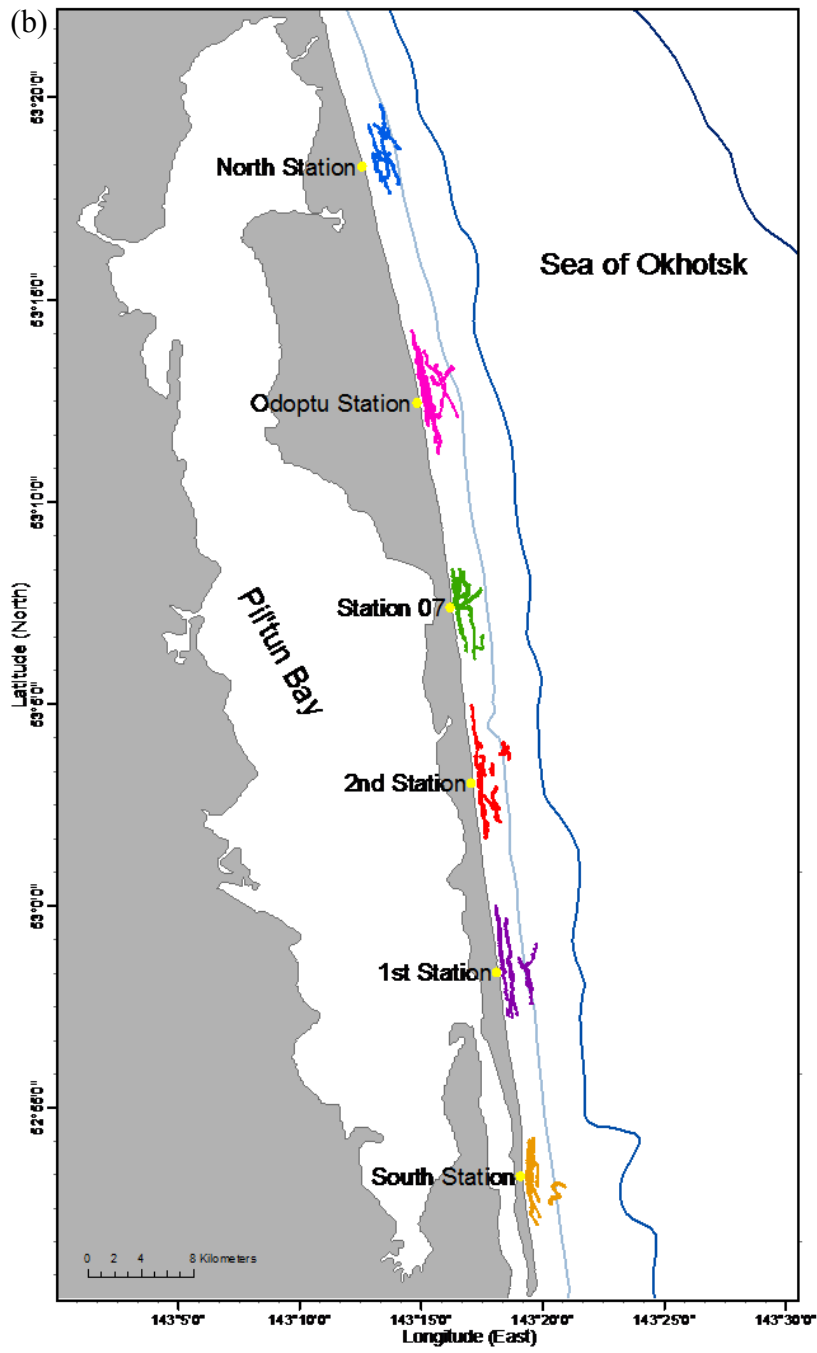 (b)
53°20'0"
North Station
Sea of Okhotsk
53°15'0"
Odoptu Station
53°10'0"
Station 07
Pil'tun Bay
Latitude (North)
53°5'0"
2nd Station
53°0'0"
1st Station
52°55'0"
South Station
0 2 4 8 Kilometers
143°5'0" 143°10'0" 143°15'0" 143°20'0" 143°25'0" 143°30'0"
Longitude (East)